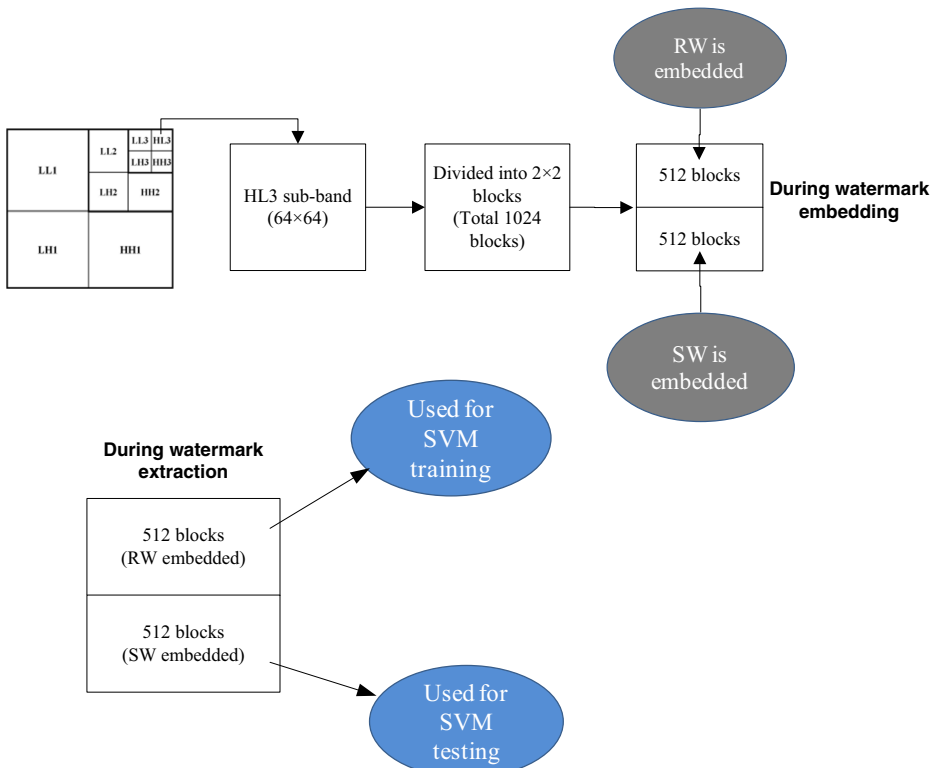 RW is
embedded
LL1
LL2
LL3
HL3
LH3
HH3
LH2
HH2
LH1
HH1
HL3 sub-band
(64×64)
Divided into 2×2
blocks
(Total 1024
blocks)
512 blocks
512 blocks
During watermark
embedding
SW is
embedded
Used for
SVM
training
During watermark
extraction
512 blocks
(RW embedded)
512 blocks
(SW embedded)
Used for
SVM
testing